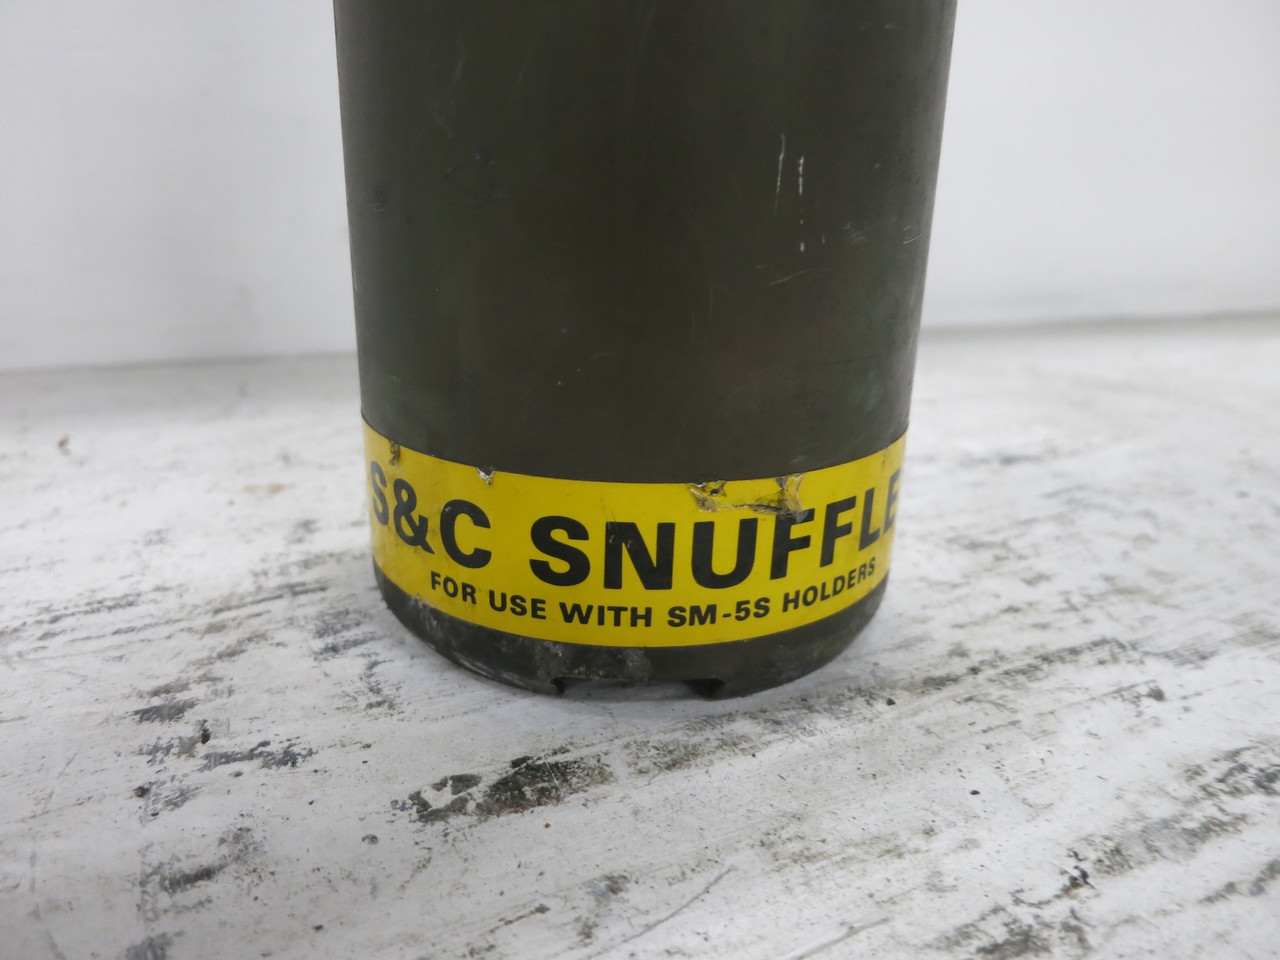 S&C SNUFFLE
FOR USE WITH SM-5S HOLDERS